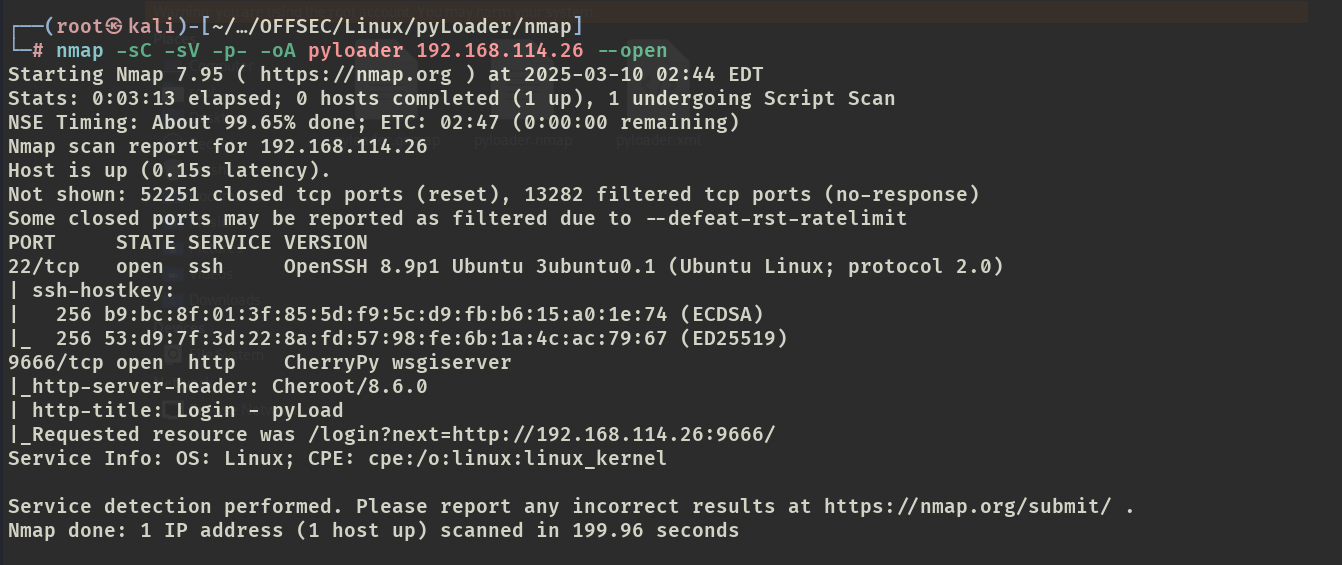 ┌──(root㉿kali)-[~/…/OFFSEC/Linux/pyLoader/nmap]
└─# nmap -sC -sV -p- -oA pyloader 192.168.114.26 --open
Starting Nmap 7.95 ( https://nmap.org ) at 2025-03-10 02:44 EDT
Stats: 0:03:13 elapsed; 0 hosts completed (1 up), 1 undergoing Script Scan
NSE Timing: About 99.65% done; ETC: 02:47 (0:00:00 remaining)
Nmap scan report for 192.168.114.26
Host is up (0.15s latency).
Not shown: 52251 closed tcp ports (reset), 13282 filtered tcp ports (no-response)
Some closed ports may be reported as filtered due to --defeat-rst-ratelimit
PORT     STATE SERVICE VERSION
22/tcp   open  ssh     OpenSSH 8.9p1 Ubuntu 3ubuntu0.1 (Ubuntu Linux; protocol 2.0)
| ssh-hostkey:
|   256 b9:bc:8f:01:3f:85:5d:f9:5c:d9:fb:b6:15:a0:1e:74 (ECDSA)
|_  256 53:d9:7f:3d:22:8a:fd:57:98:fe:6b:1a:4c:ac:79:67 (ED25519)
9666/tcp open  http    CherryPy wsgiserver
|_http-server-header: Cheroot/8.6.0
| http-title: Login - pyLoad
|_Requested resource was /login?next=http://192.168.114.26:9666/
Service Info: OS: Linux; CPE: cpe:/o:linux:linux_kernel
Service detection performed. Please report any incorrect results at https://nmap.org/submit/ .
Nmap done: 1 IP address (1 host up) scanned in 199.96 seconds